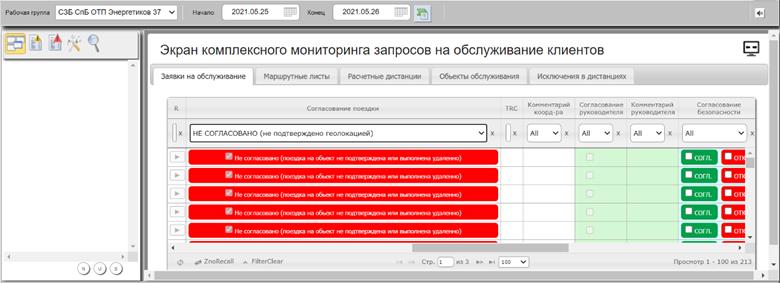 Рабочая группа СЗБ СпБ ОТП Энергетиков 37 Начало 2021.05.25 Конец 2021.05.26
Экран комплексного мониторинга запросов на обслуживание клиентов
Заявки на обслуживание Маршрутные листы Расчетные дистанции Объекты обслуживания Исключения в дистанциях
R Согласование поездки TRC Комментарий коорд-ра Согласование руководителя Комментарий руководителя Согласование безопасности
x НЕ СОГЛАСОВАНО (не подтверждено геолокацией) x x All x All x All x All x
Не согласовано (поездка на объект не подтверждена или выполнена удаленно) согл. отк
Не согласовано (поездка на объект не подтверждена или выполнена удаленно) согл. отк
Не согласовано (поездка на объект не подтверждена или выполнена удаленно) согл. отк
Не согласовано (поездка на объект не подтверждена или выполнена удаленно) согл. отк
Не согласовано (поездка на объект не подтверждена или выполнена удаленно) согл. отк
ZnoRecall FilterClear Стр. 1 из 3 100 Просмотр 1 - 100 из 213